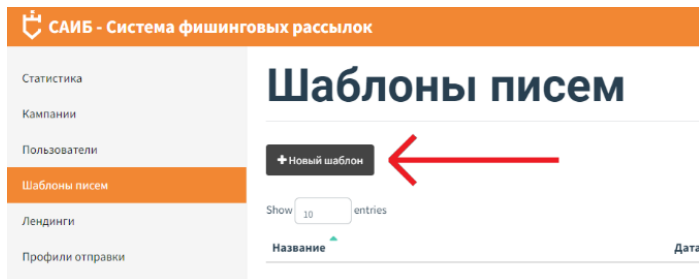 САИБ - Система фишинговых рассылок
Статистика
Кампании
Пользователи
Шаблоны писем
Лендинги
Профили отправки
Шаблоны писем
+Новый шаблон
Show 10 entries
Название Дата